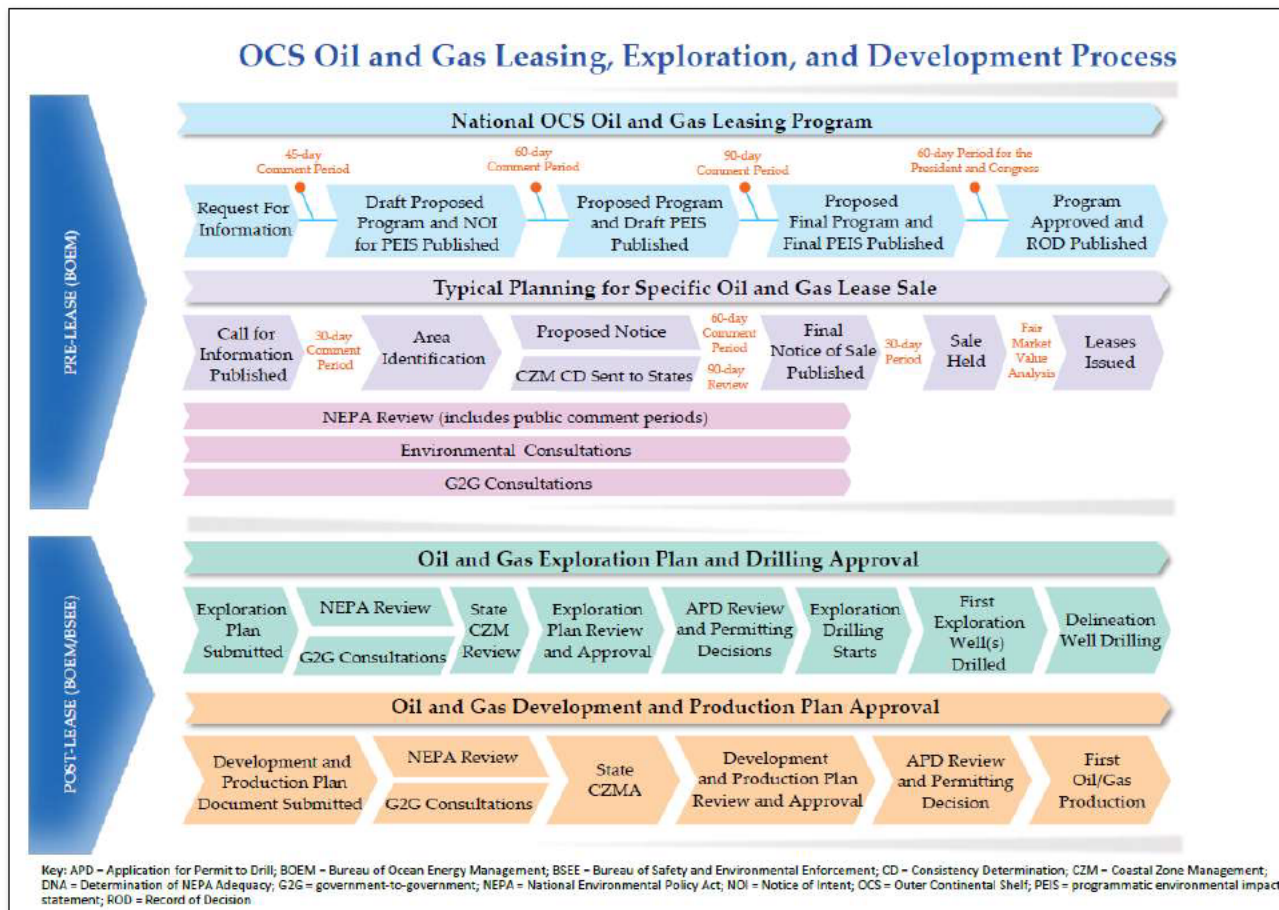 OCS Oil and Gas Leasing, Exploration, and Development Process
PRE-LEASE (BOEM)
National OCS Oil and Gas Leasing Program
45-day
Comment Period
60-day
Comment Period
90-day
Comment Period
60-day Period for the
President and Congress
Request For
Information
Draft Proposed
Program and NOI
for PEIS Published
Proposed Program
and Draft PEIS
Published
Proposed
Final Program and
Final PEIS Published
Program
Approved and
ROD Published
Typical Planning for Specific Oil and Gas Lease Sale
Call for
Information
Published
30-day
Comment
Period
Area
Identification
Proposed Notice
CZM CD Sent to States
60-day
Comment
Period
90-day
Review
Final
Notice of Sale
Published
30-day
Period
Sale
Held
Fair
Market
Value
Analysis
Leases
Issued
NEPA Review (includes public comment periods)
Environmental Consultations
G2G Consultations
POST-LEASE (BOEM/BSEE)
Oil and Gas Exploration Plan and Drilling Approval
Exploration
Plan
Submitted
NEPA Review
G2G Consultations
State
CZM
Review
Exploration
Plan Review
and Approval
APD Review
and Permitting
Decisions
Exploration
Drilling
Starts
First
Exploration
Well(s)
Drilled
Delineation
Well Drilling
Oil and Gas Development and Production Plan Approval
Development and
Production Plan
Document Submitted
NEPA Review
G2G Consultations
State
CZMA
Development
and Production Plan
Review and Approval
APD Review
and Permitting
Decision
First
Oil/Gas
Production
Key: APD – Application for Permit to Drill; BOEM – Bureau of Ocean Energy Management; BSEE – Bureau of Safety and Environmental Enforcement; CD – Consistency Determination; CZM – Coastal Zone Management;
DNA = Determination of NEPA Adequacy; G2G = government-to-government; NEPA = National Environmental Policy Act; NOI = Notice of Intent; OCS = Outer Continental Shelf; PEIS = programmatic environmental impact
statement; ROD = Record of Decision